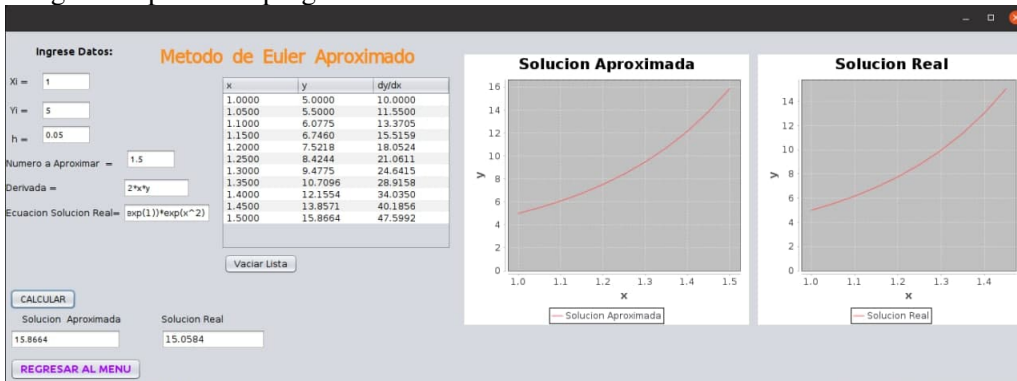 Ingrese Datos:
Metodo de Euler Aproximado
Xi = 1
Yi = 5
h = 0.05
Numero a Aproximar = 1.5
Derivada = 2*x*y
Ecuacion Solucion Real= exp(1))*exp(x^2)
x y dy/dx
1.0000 5.0000 10.0000
1.0500 5.5000 11.5500
1.1000 6.0775 13.3705
1.1500 6.7460 15.5159
1.2000 7.5218 18.0524
1.2500 8.4244 21.0611
1.3000 9.4775 24.6415
1.3500 10.7096 28.9158
1.4000 12.1554 34.0350
1.4500 13.8571 40.1856
1.5000 15.8664 47.5992
Vaciar Lista
CALCULAR
Solucion Aproximada Solucion Real
15.8664 15.0584
REGRESAR AL MENU
Solucion Aproximada
16
14
12
10
8
6
4
2
0
y
1.0 1.1 1.2 1.3 1.4 1.5
x
Solucion Aproximada
Solucion Real
14
12
10
8
6
4
2
0
y
1.0 1.1 1.2 1.3 1.4
x
Solucion Real